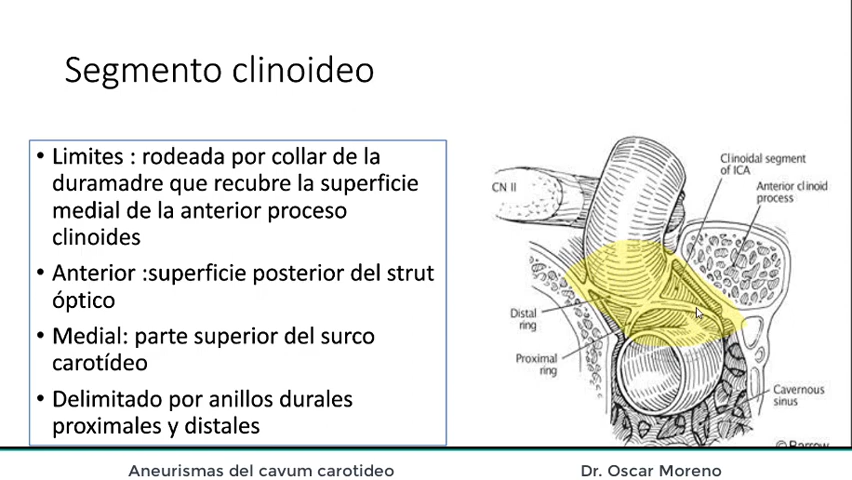 Segmento clinoideo
• Limites : rodeada por collar de la
duramadre que recubre la superficie
medial de la anterior proceso
clinoides
• Anterior :superficie posterior del strut
óptico
• Medial: parte superior del surco
carotídeo
• Delimitado por anillos durales
proximales y distales
CN II
Clinoidal segment
of ICA
Anterior clinoid
process
Distal
ring
Proximal
ring
Cavernous
sinus
© Barrow
Aneurismas del cavum carotideo
Dr. Oscar Moreno